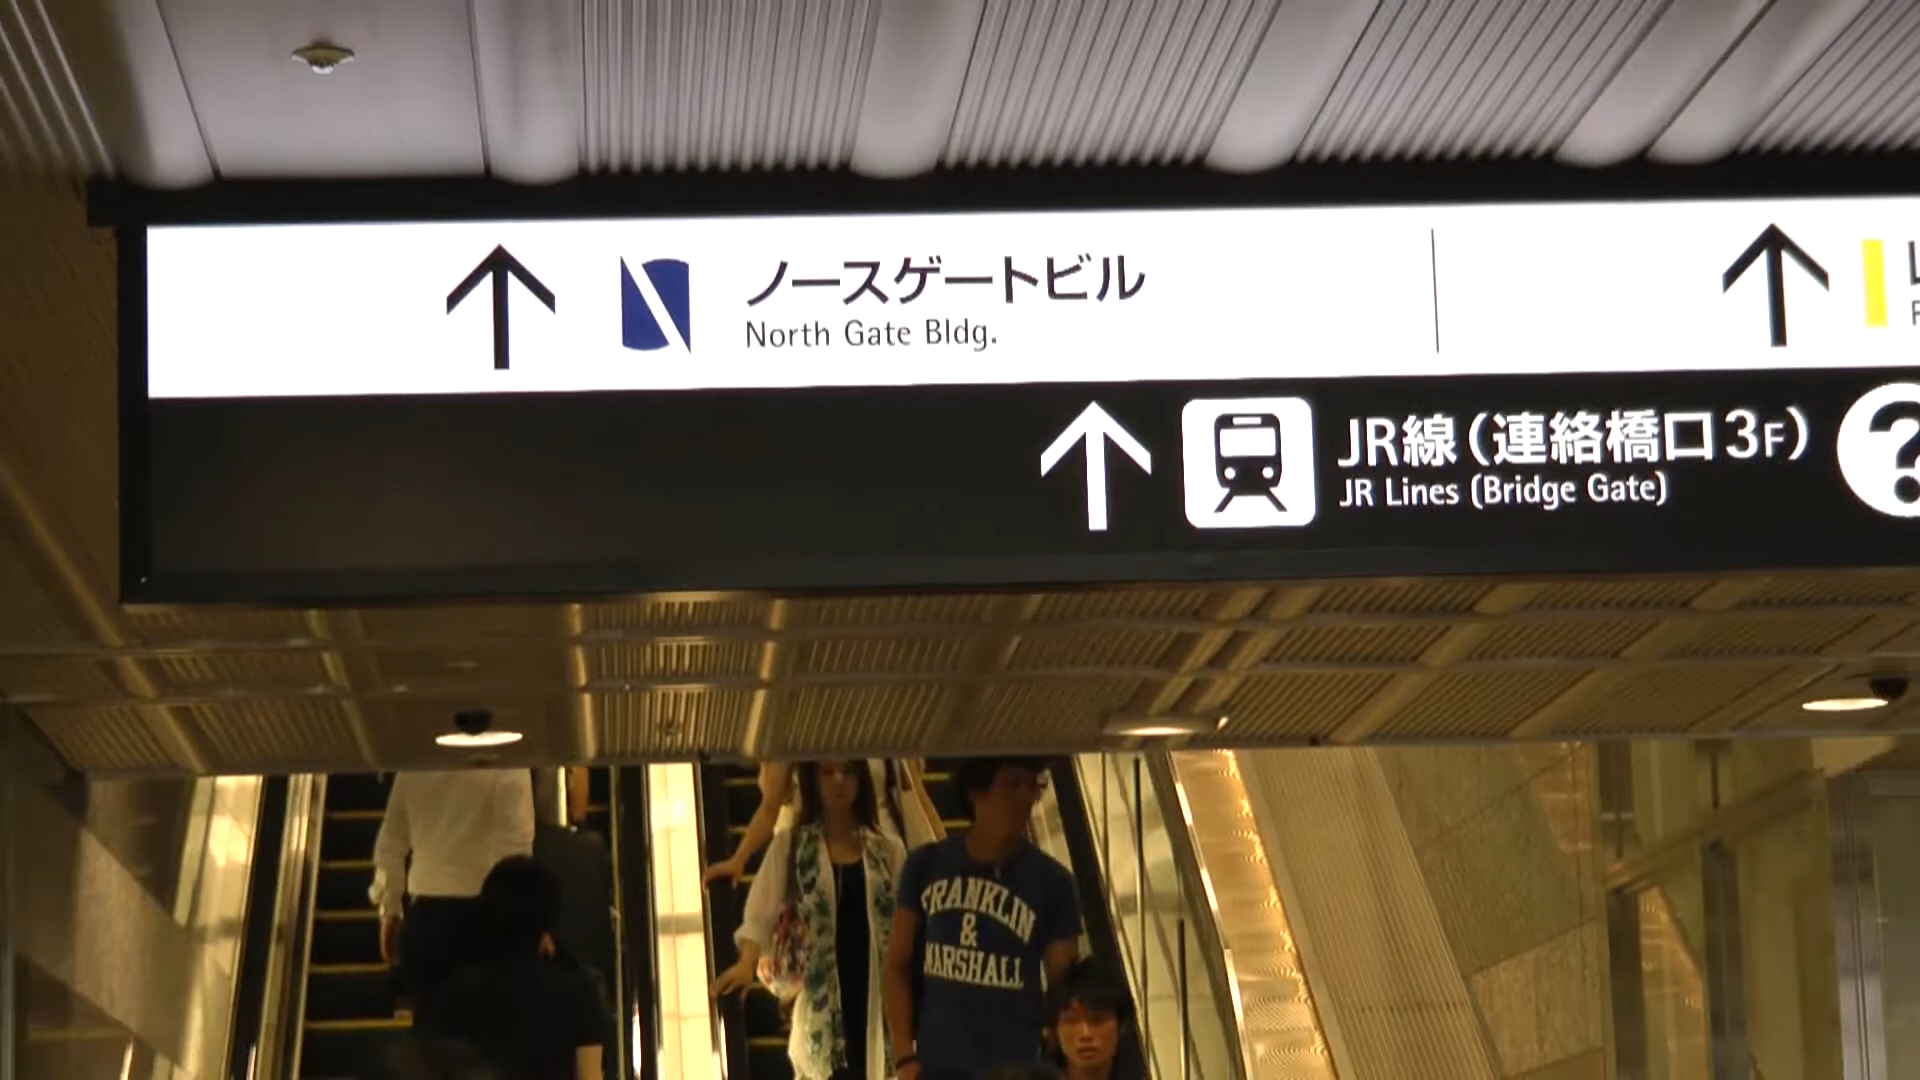 ノースゲートビル
North Gate Bldg.
JR線(連絡橋口3F)
JR Lines (Bridge Gate)
?
FRANKLIN
&
MARSHALL